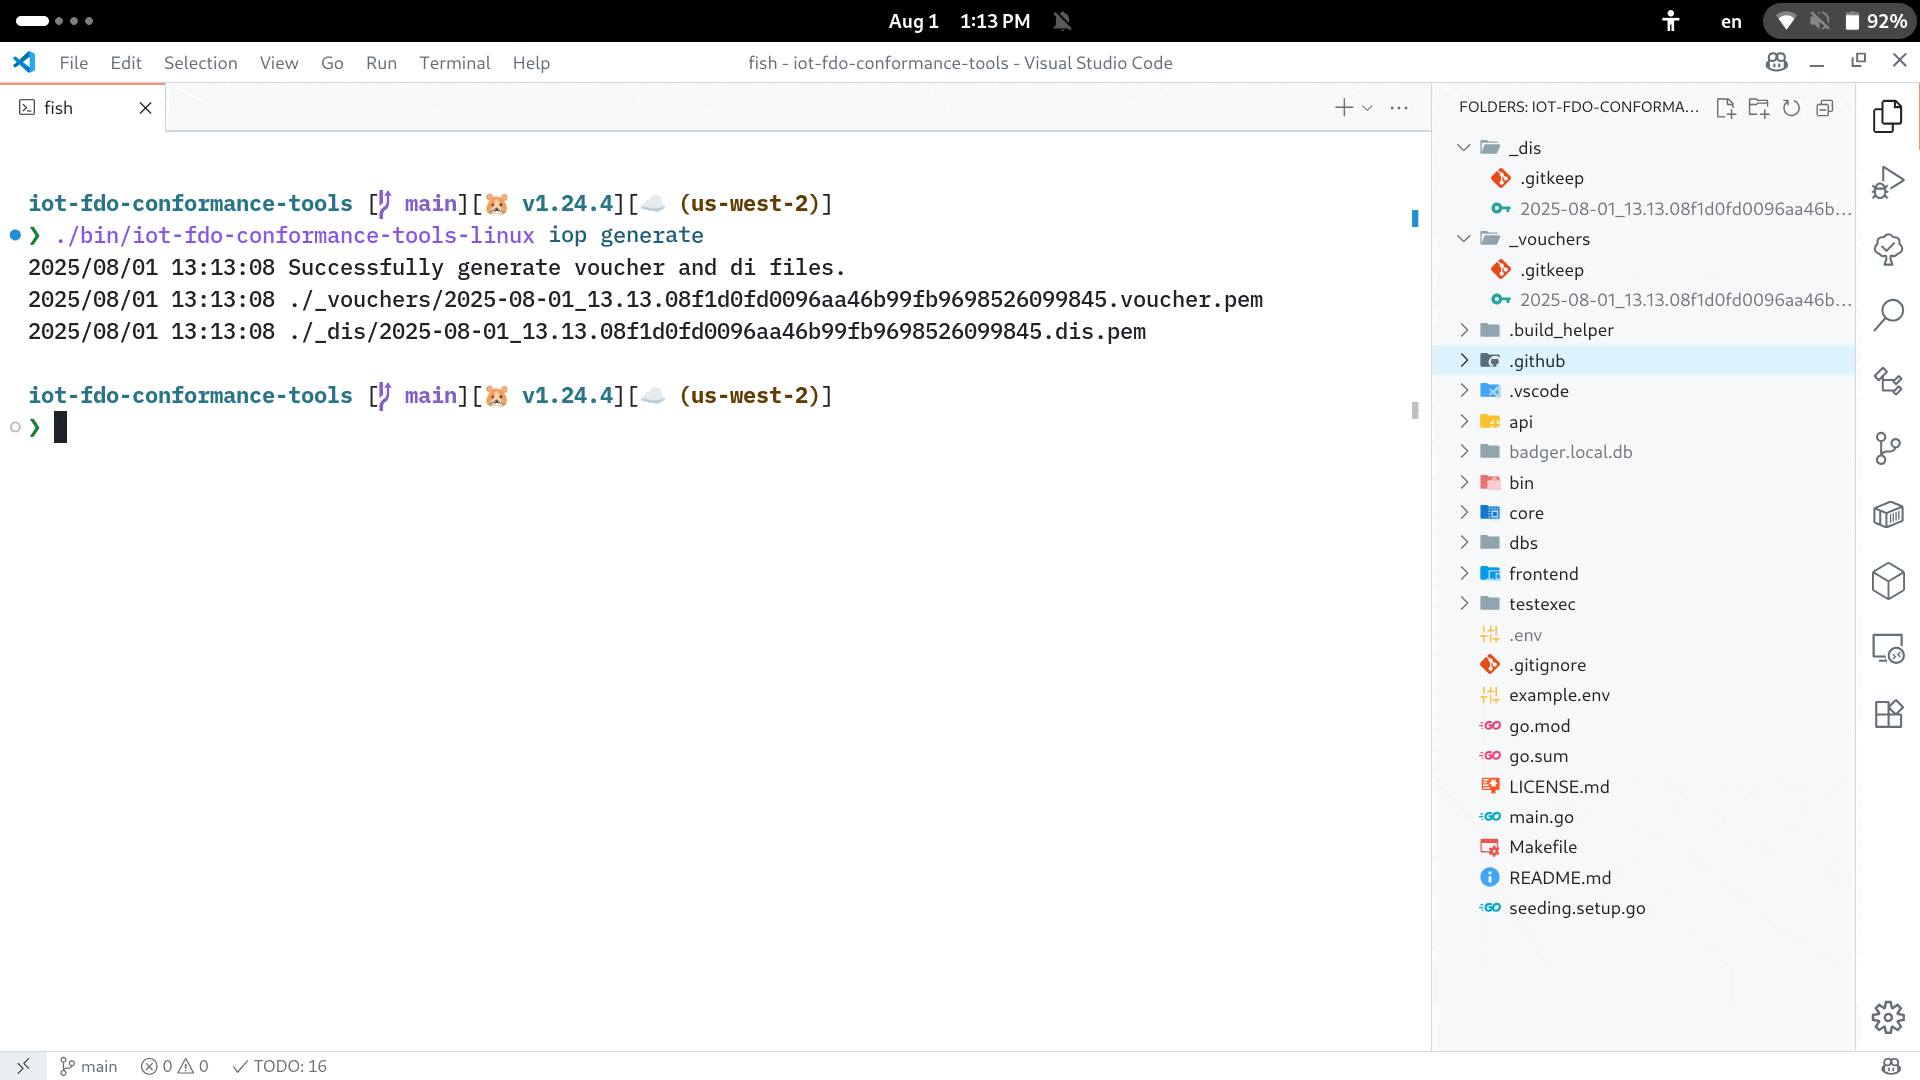 Aug 1 1:13 PM
en
92%
File Edit Selection View Go Run Terminal Help
fish - iot-fdo-conformance-tools - Visual Studio Code
fish
iot-fdo-conformance-tools [ main][🐹 v1.24.4][☁️ (us-west-2)]
❯ ./bin/iot-fdo-conformance-tools-linux iop generate
2025/08/01 13:13:08 Successfully generate voucher and di files.
2025/08/01 13:13:08 ./_vouchers/2025-08-01_13.13.08f1d0fd0096aa46b99fb9698526099845.voucher.pem
2025/08/01 13:13:08 ./_dis/2025-08-01_13.13.08f1d0fd0096aa46b99fb9698526099845.dis.pem
iot-fdo-conformance-tools [ main][🐹 v1.24.4][☁️ (us-west-2)]
❯
FOLDERS: IOT-FDO-CONFORMA...
_dis
.gitkeep
2025-08-01_13.13.08f1d0fd0096aa46b...
_vouchers
.gitkeep
2025-08-01_13.13.08f1d0fd0096aa46b...
.build_helper
.github
.vscode
api
badger.local.db
bin
core
dbs
frontend
testexec
.env
.gitignore
example.env
go.mod
go.sum
LICENSE.md
main.go
Makefile
README.md
seeding.setup.go
main 0 0 TODO: 16